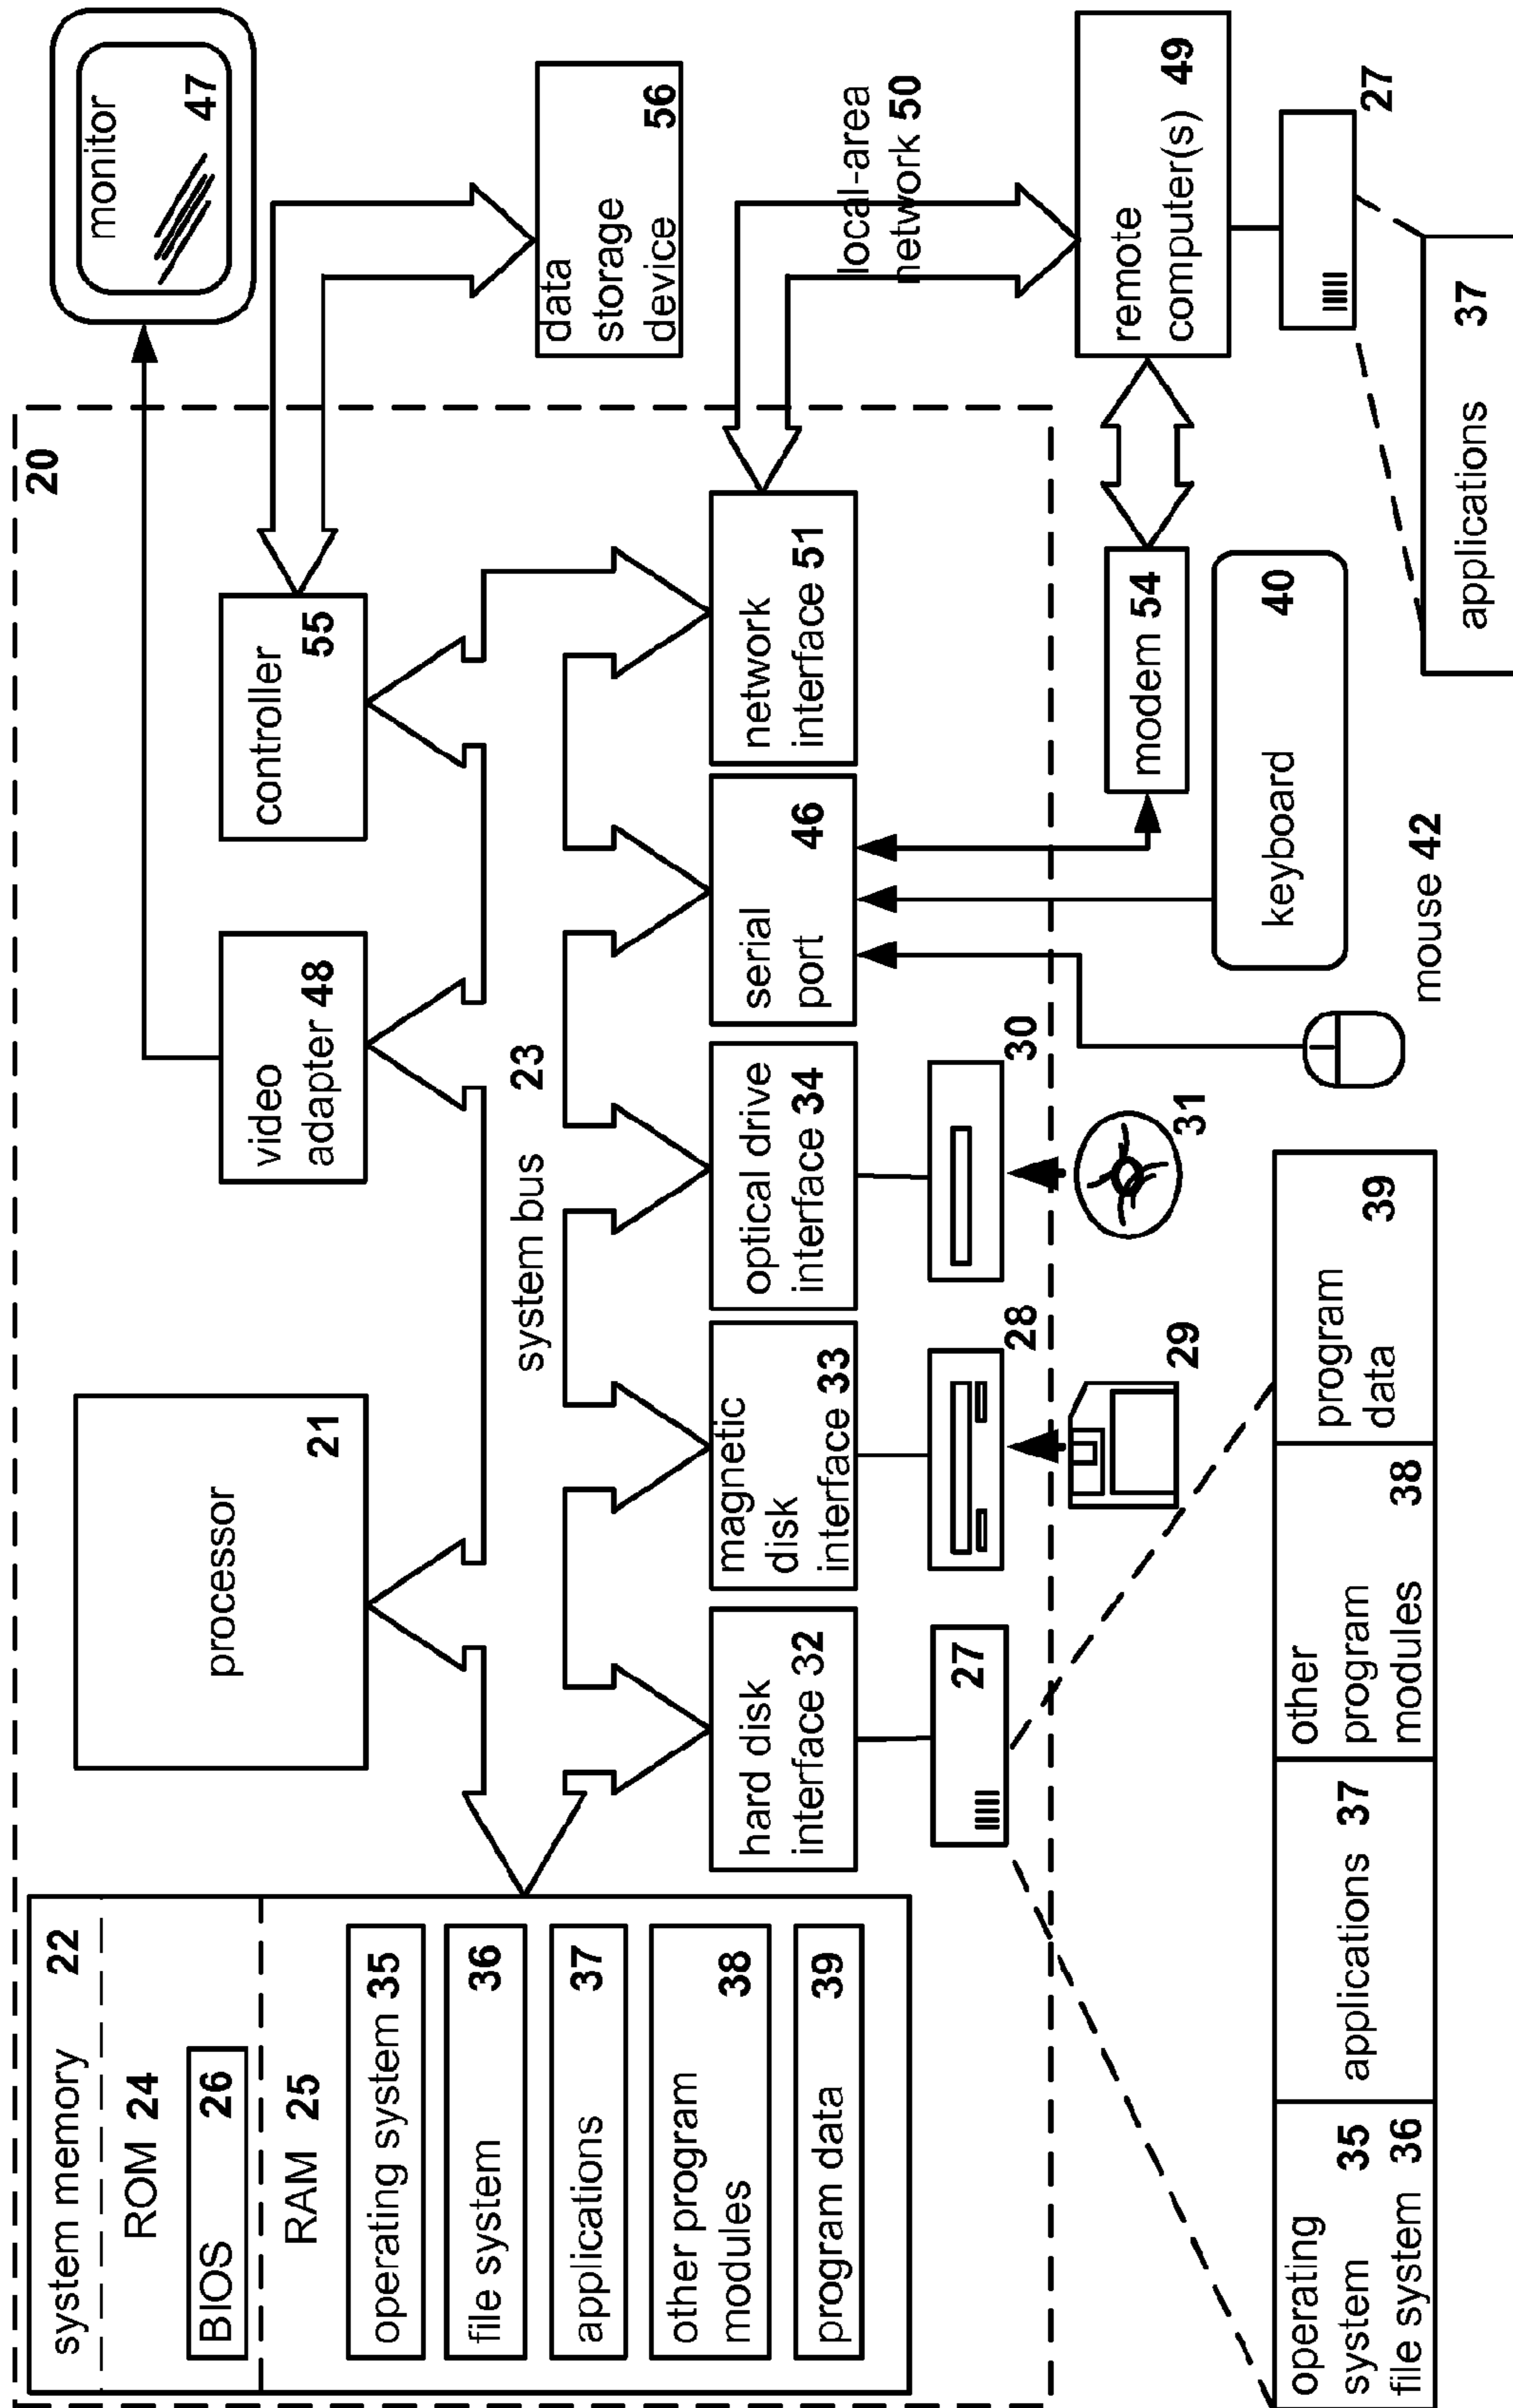 system memory 22
ROM 24
BIOS 26
RAM 25
operating system 35
file system 36
applications 37
other program
modules 38
program data 39
20
processor
21
video
adapter 48
controller
55
monitor
47
system bus 23
data
storage
device 56
hard disk
interface 32
magnetic
disk
interface 33
optical drive
interface 34
serial
port 46
network
interface 51
local-area
network 50
27
28
30
29
31
modem 54
remote
computer(s) 49
keyboard
40
mouse 42
27
operating
system 35
file system 36
applications 37
other
program
modules 38
program
data 39
applications
37